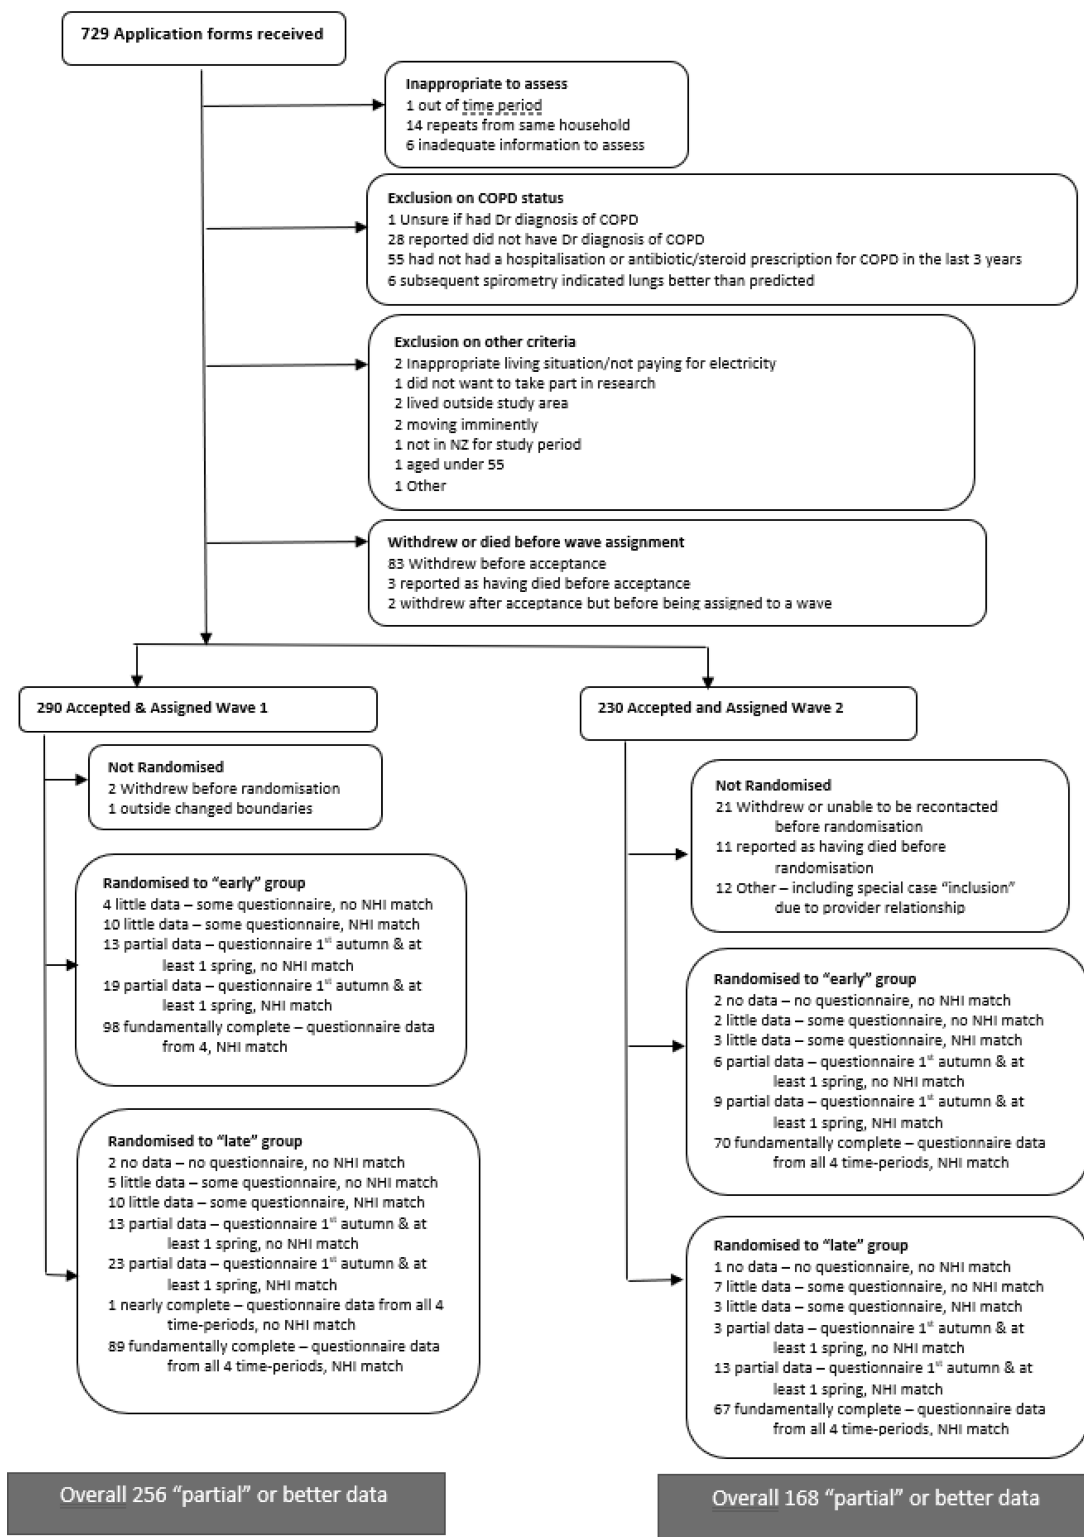 729 Application forms received
Inappropriate to assess
1 out of time period
14 repeats from same household
6 inadequate information to assess
Exclusion on COPD status
1 Unsure if had Dr diagnosis of COPD
28 reported did not have Dr diagnosis of COPD
55 had not had a hospitalisation or antibiotic/steroid prescription for COPD in the last 3 years
6 subsequent spirometry indicated lungs better than predicted
Exclusion on other criteria
2 Inappropriate living situation/not paying for electricity
1 did not want to take part in research
2 lived outside study area
2 moving imminently
1 not in NZ for study period
1 aged under 55
1 Other
Withdrew or died before wave assignment
83 Withdrew before acceptance
3 reported as having died before acceptance
2 withdrew after acceptance but before being assigned to a wave
290 Accepted & Assigned Wave 1
Not Randomised
2 Withdrew before randomisation
1 outside changed boundaries
Randomised to “early” group
4 little data – some questionnaire, no NHI match
10 little data – some questionnaire, NHI match
13 partial data – questionnaire 1st autumn & at
least 1 spring, no NHI match
19 partial data – questionnaire 1st autumn & at
least 1 spring, NHI match
98 fundamentally complete – questionnaire data
from 4, NHI match
Randomised to “late” group
2 no data – no questionnaire, no NHI match
5 little data – some questionnaire, no NHI match
10 little data – some questionnaire, NHI match
13 partial data – questionnaire 1st autumn & at
least 1 spring, no NHI match
23 partial data – questionnaire 1st autumn & at
least 1 spring, NHI match
1 nearly complete – questionnaire data from all 4
time-periods, no NHI match
89 fundamentally complete – questionnaire data
from all 4 time-periods, NHI match
Overall 256 “partial” or better data
230 Accepted and Assigned Wave 2
Not Randomised
21 Withdrew or unable to be recontacted
before randomisation
11 reported as having died before
randomisation
12 Other – including special case “inclusion”
due to provider relationship
Randomised to “early” group
2 no data – no questionnaire, no NHI match
2 little data – some questionnaire, no NHI match
3 little data – some questionnaire, NHI match
6 partial data – questionnaire 1st autumn & at
least 1 spring, no NHI match
9 partial data – questionnaire 1st autumn & at
least 1 spring, NHI match
70 fundamentally complete – questionnaire data
from all 4 time-periods, NHI match
Randomised to “late” group
1 no data – no questionnaire, no NHI match
7 little data – some questionnaire, no NHI match
3 little data – some questionnaire, NHI match
3 partial data – questionnaire 1st autumn & at
least 1 spring, no NHI match
13 partial data – questionnaire 1st autumn & at
least 1 spring, NHI match
67 fundamentally complete – questionnaire data
from all 4 time-periods, NHI match
Overall 168 “partial” or better data